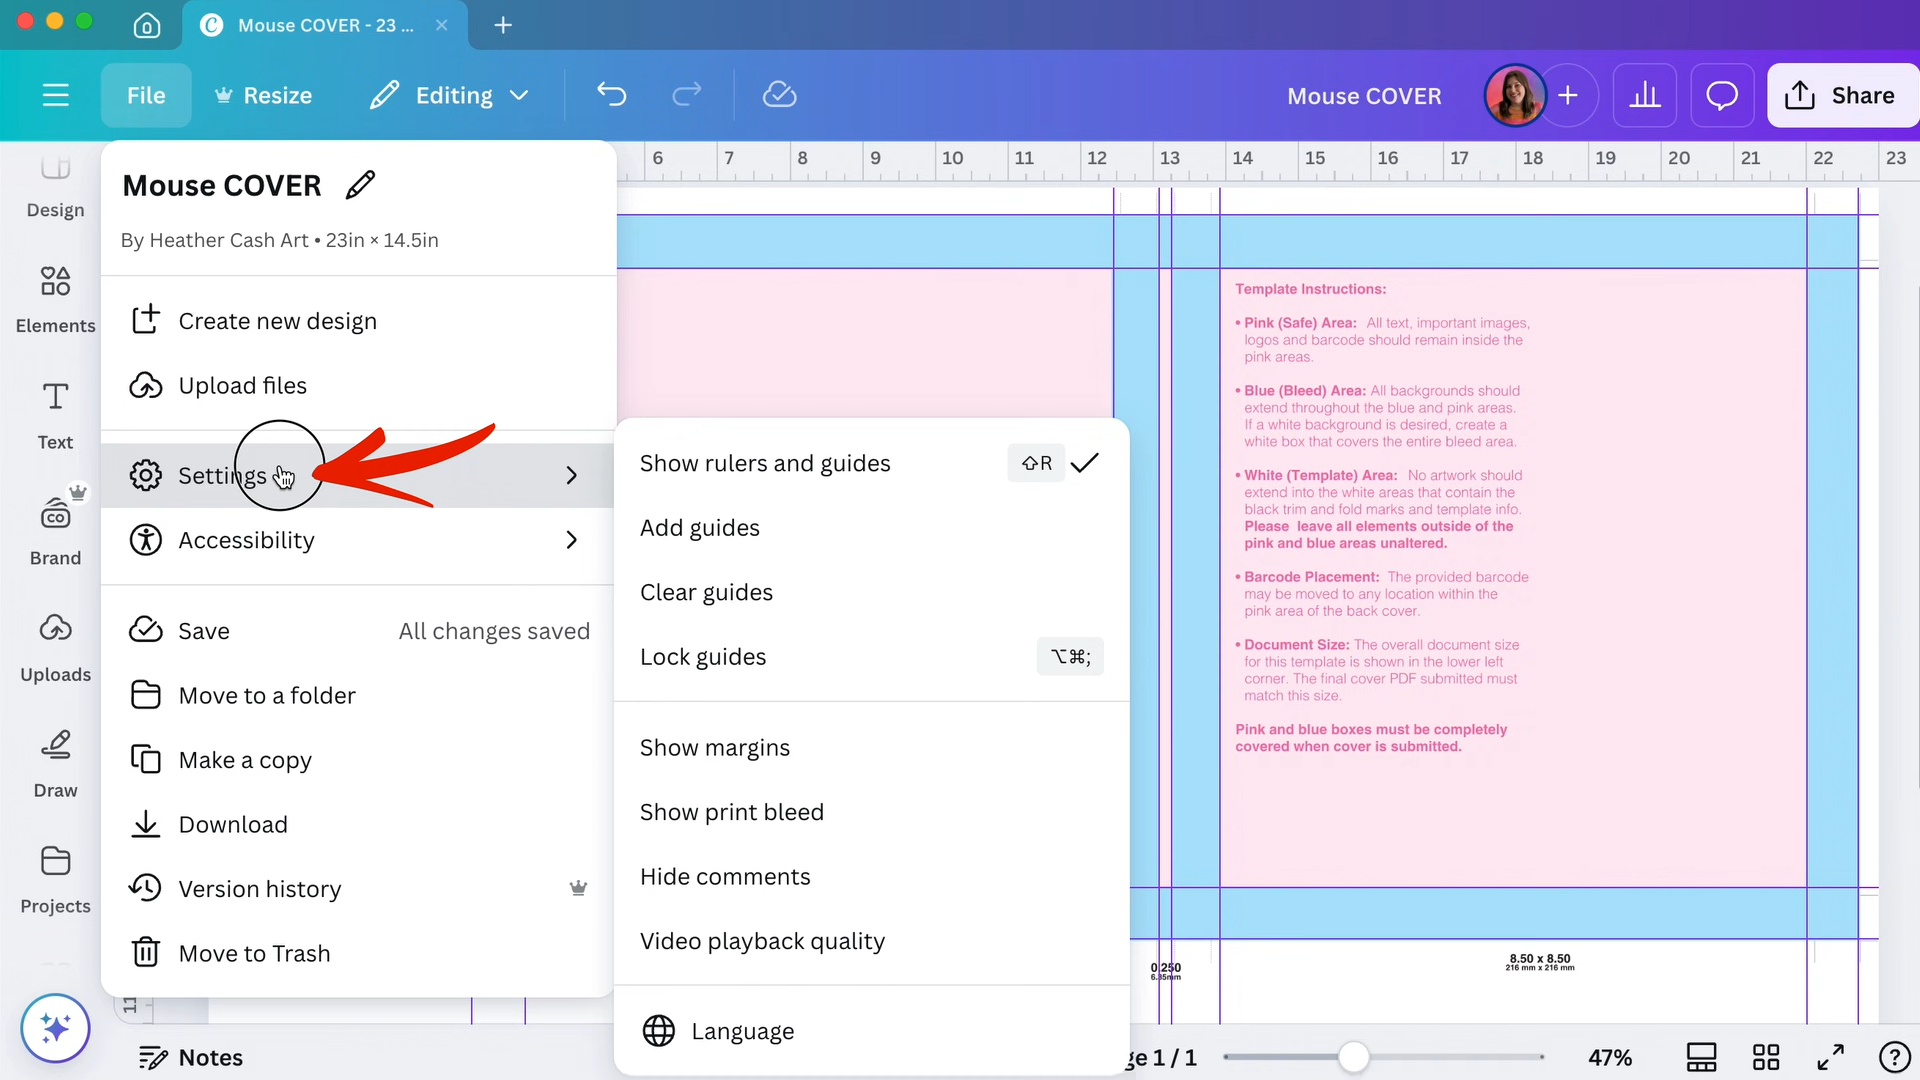 Mouse COVER - 23 ...
File
Resize
Editing
Mouse COVER
Share
6 7 8 9 10 11 12 13 14 15 16 17 18 19 20 21 22 23
Design
Elements
Text
Brand
Uploads
Draw
Projects
Mouse COVER
By Heather Cash Art • 23in × 14.5in
Create new design
Upload files
Settings
Accessibility
Save All changes saved
Move to a folder
Make a copy
Download
Version history
Move to Trash
Show rulers and guides ⇧R
Add guides
Clear guides
Lock guides ⌥⌘;
Show margins
Show print bleed
Hide comments
Video playback quality
Language
Template Instructions:
• Pink (Safe) Area: All text, important images,
logos and barcode should remain inside the
pink areas.
• Blue (Bleed) Area: All backgrounds should
extend throughout the blue and pink areas.
If a white background is desired, create a
white box that covers the entire bleed area.
• White (Template) Area: No artwork should
extend into the white areas that contain the
black trim and fold marks and template info.
Please leave all elements outside of the
pink and blue areas unaltered.
• Barcode Placement: The provided barcode
may be moved to any location within the
pink area of the back cover.
• Document Size: The overall document size
for this template is shown in the lower left
corner. The final cover PDF submitted must
match this size.
Pink and blue boxes must be completely
covered when cover is submitted.
0.250
6.35mm
8.50 x 8.50
216 mm x 216 mm
11
Notes
ge 1 / 1
47%